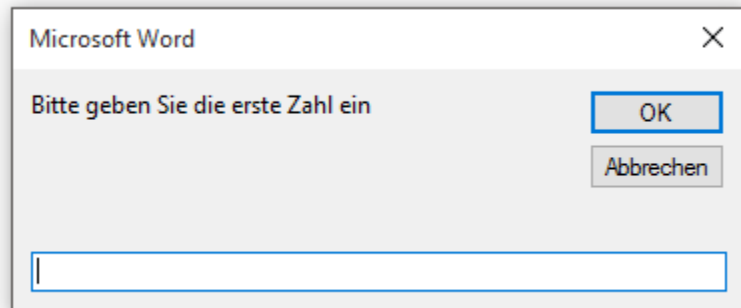 Microsoft Word
Bitte geben Sie die erste Zahl ein
OK
Abbrechen